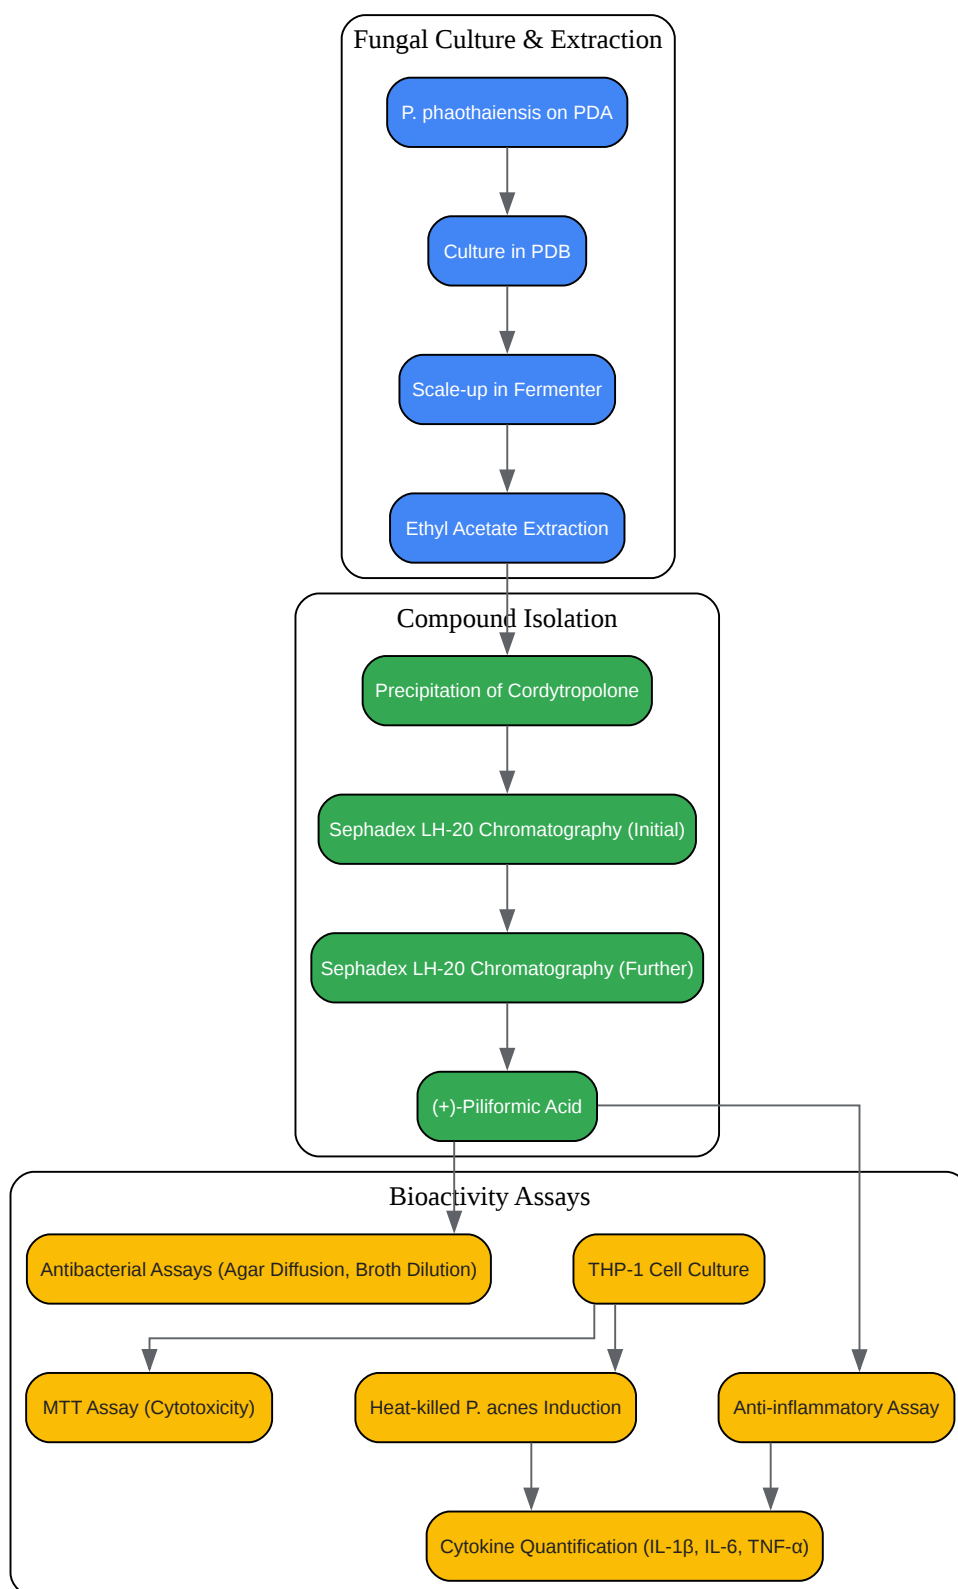 Fungal Culture & Extraction
P. phaothaiensis on PDA
Culture in PDB
Scale-up in Fermenter
Ethyl Acetate Extraction
Compound Isolation
Precipitation of Cordytropolone
Sephadex LH-20 Chromatography (Initial)
Sephadex LH-20 Chromatography (Further)
(+)-Piliformic Acid
Bioactivity Assays
Antibacterial Assays (Agar Diffusion, Broth Dilution)
THP-1 Cell Culture
MTT Assay (Cytotoxicity)
Heat-killed P. acnes Induction
Anti-inflammatory Assay
Cytokine Quantification (IL-1β, IL-6, TNF-α)